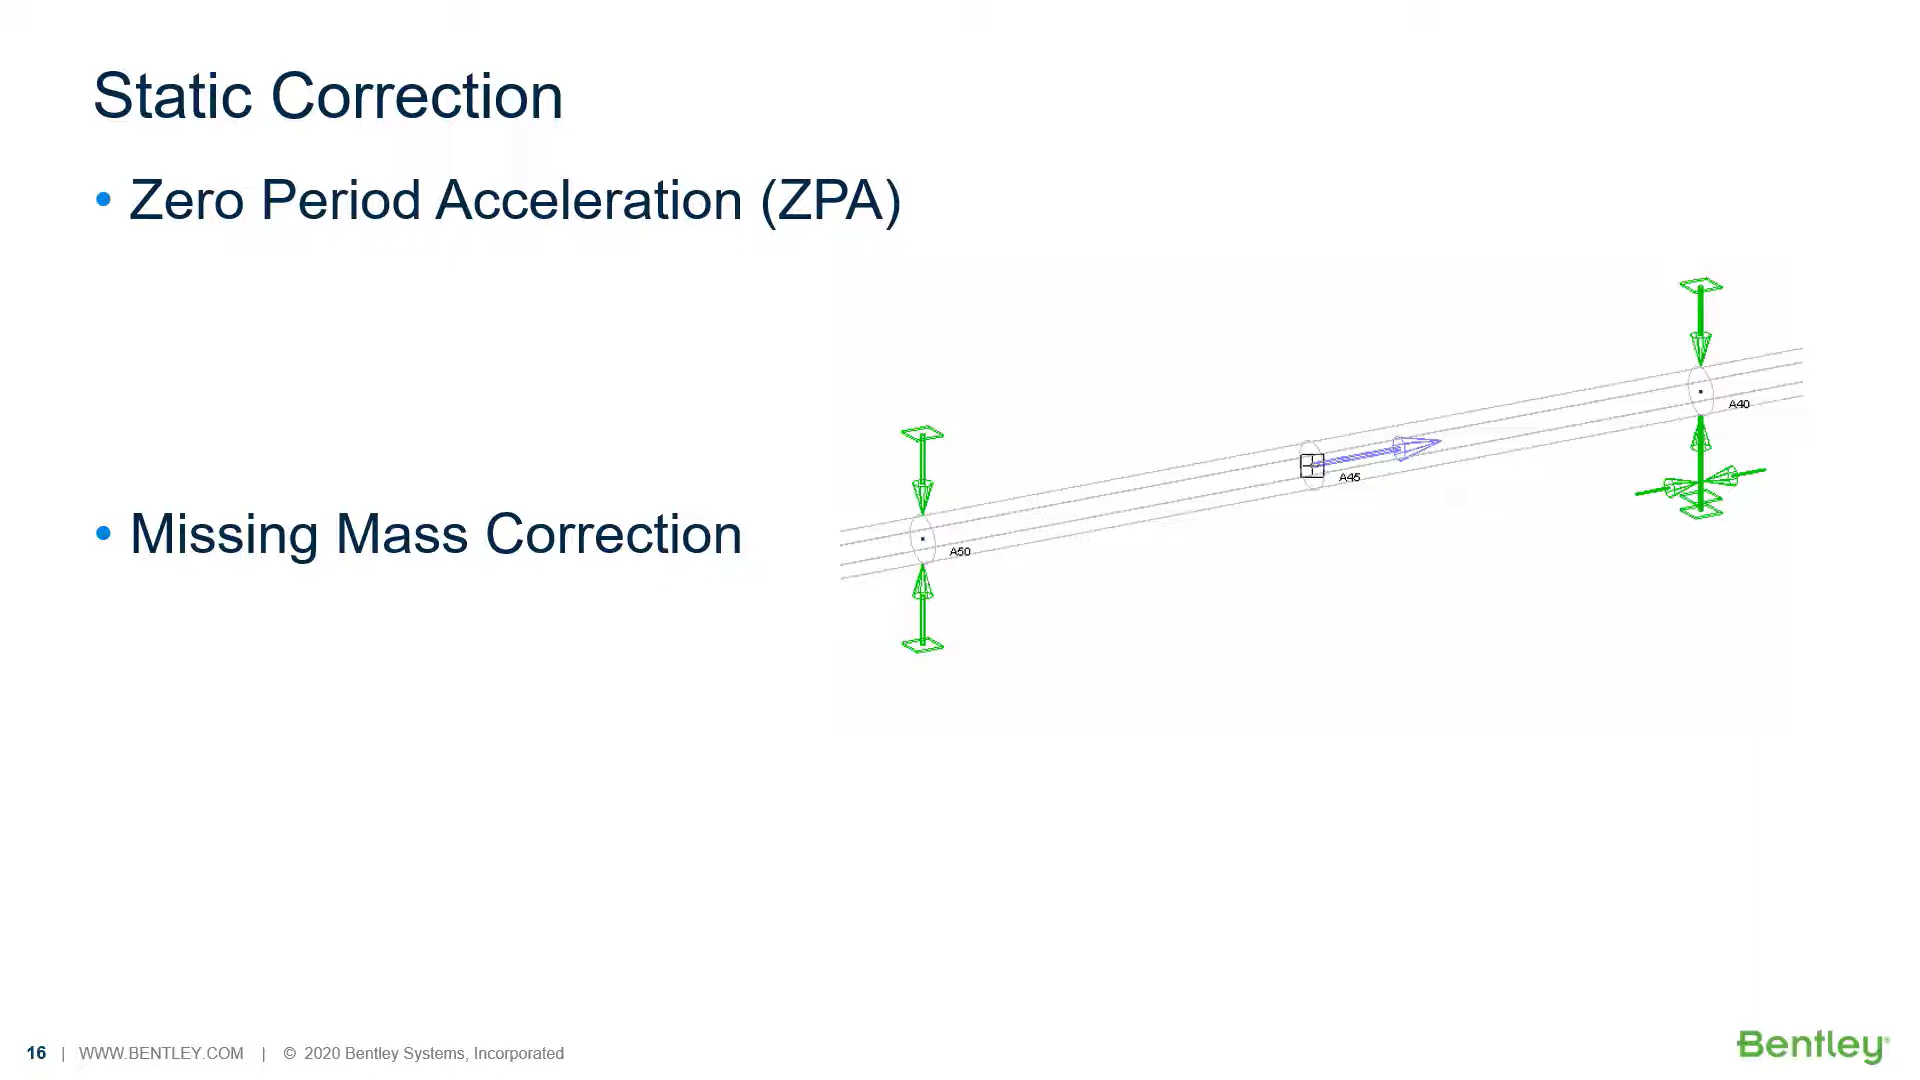 Static Correction
• Zero Period Acceleration (ZPA)
A40
A45
• Missing Mass Correction
A50
16 | WWW.BENTLEY.COM | © 2020 Bentley Systems, Incorporated
Bentley®